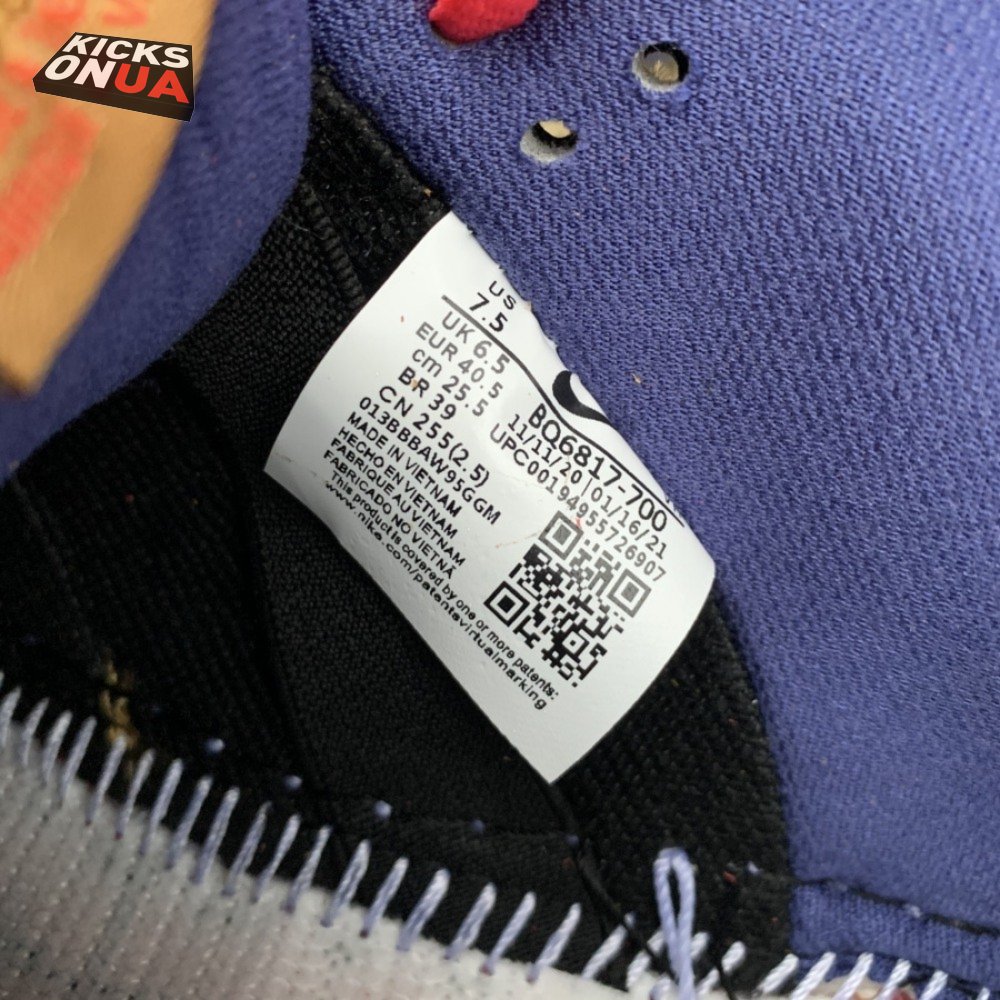 KICKS
ONUA
US
7.5
UK 6.5
EUR 40.5
cm 25.5
BR 39
CN 255(2.5)
BQ6817-700
11/11/20 01/16/21
UPC00194955726907
013BBBAW95GGM
MADE IN VIETNAM
HECHO EN VIETNAM
FABRIQUE AU VIETNAM
FABRICADO NO VIETNÃ
This product is covered by one or more patents:
www.nike.com/patentsvirtualmarking